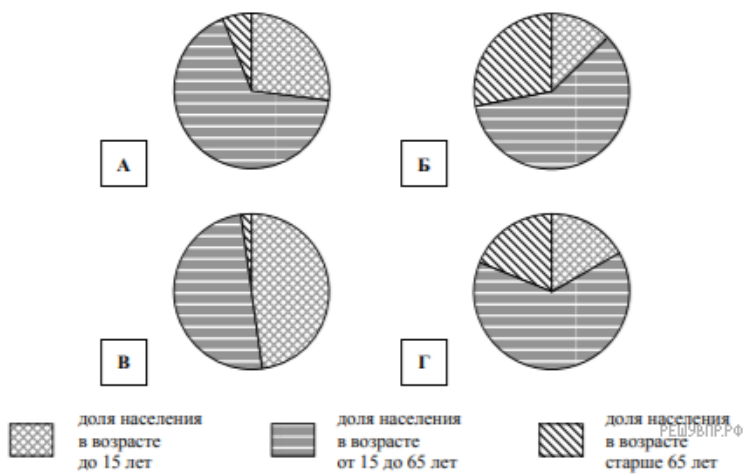 А
Б
В
Г
доля населения
в возрасте
до 15 лет
доля населения
в возрасте
от 15 до 65 лет
доля населения
в возрасте
старше 65 лет
РЕШУВПР.РФ